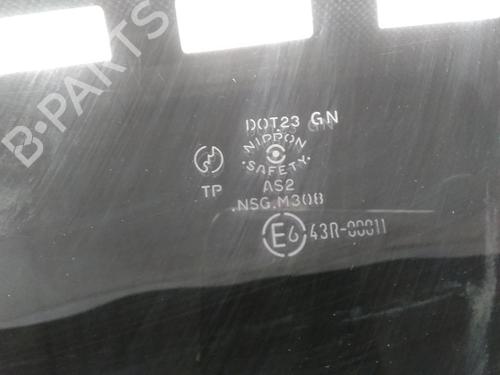 B-PARTS
DOT23 GN
NIPPON
SAFETY
TP
AS2
.NSG.M308
E6 43R-00011